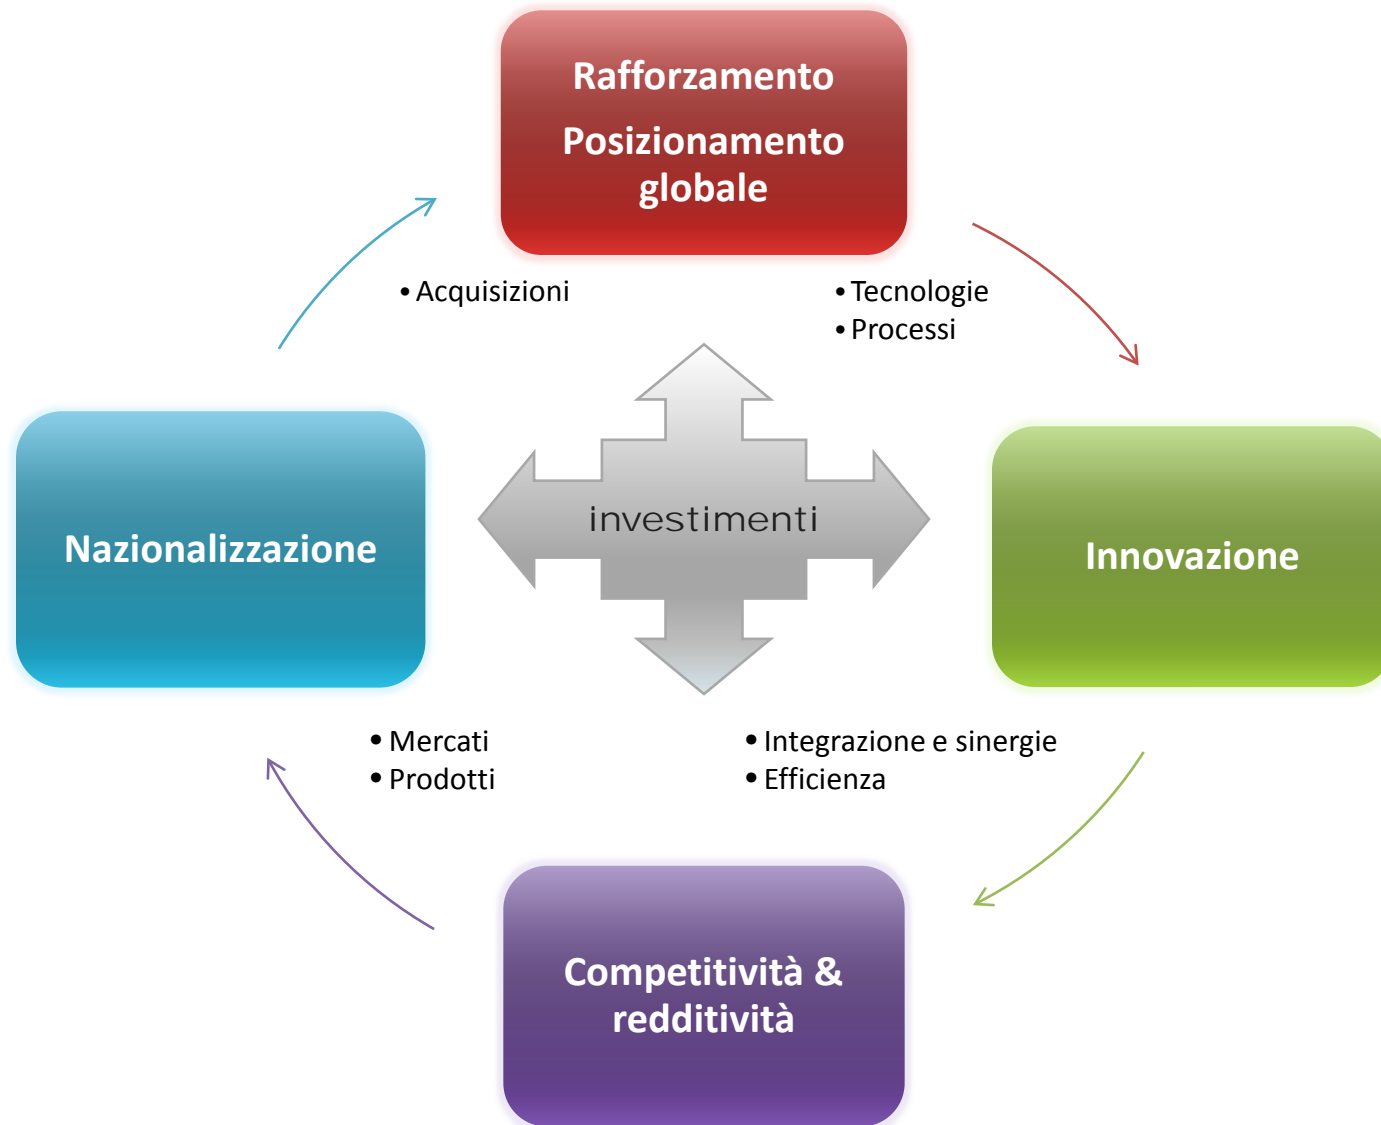 Rafforzamento
Posizionamento
globale
• Acquisizioni
• Tecnologie
• Processi
Nazionalizzazione
investimenti
Innovazione
• Mercati
• Prodotti
• Integrazione e sinergie
• Efficienza
Competitività &
redditività